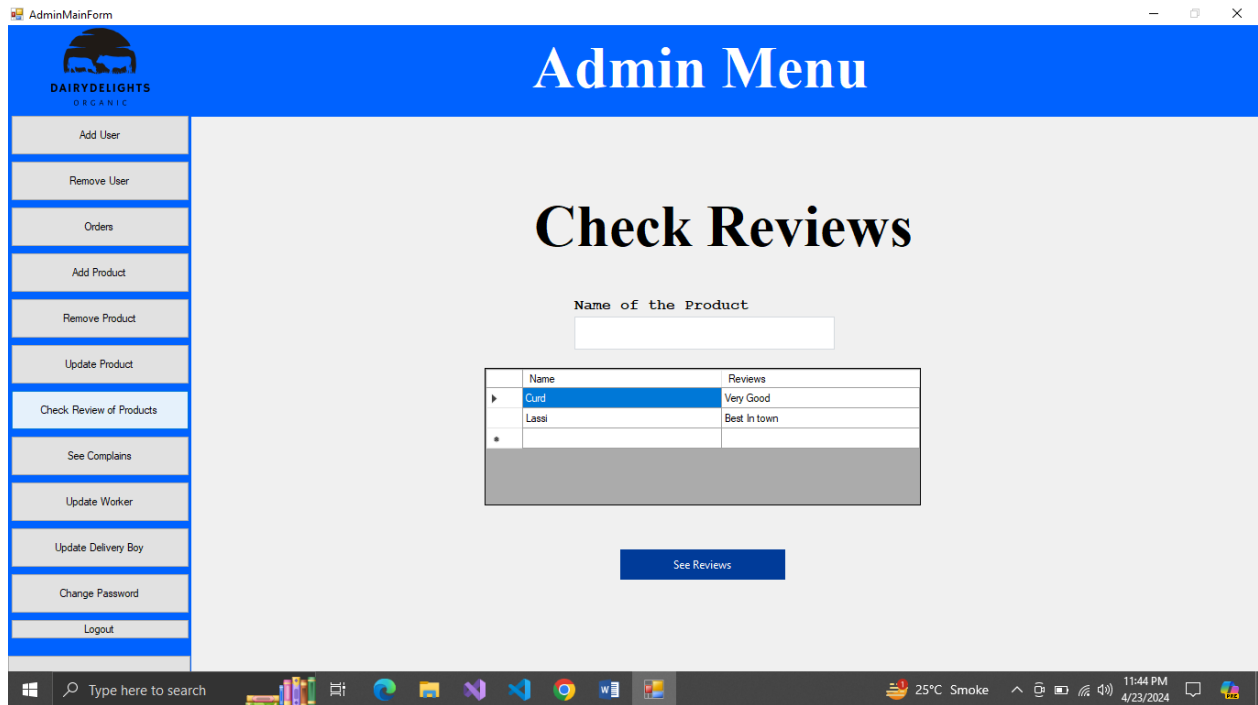 AdminMainForm
DAIRYDELIGHTS
ORGANIC
Admin Menu
Add User
Remove User
Orders
Add Product
Remove Product
Update Product
Check Review of Products
See Complains
Update Worker
Update Delivery Boy
Change Password
Logout
Check Reviews
Name of the Product
Name Reviews
Curd Very Good
Lassi Best In town
See Reviews
Type here to search
25°C Smoke
11:44 PM
4/23/2024